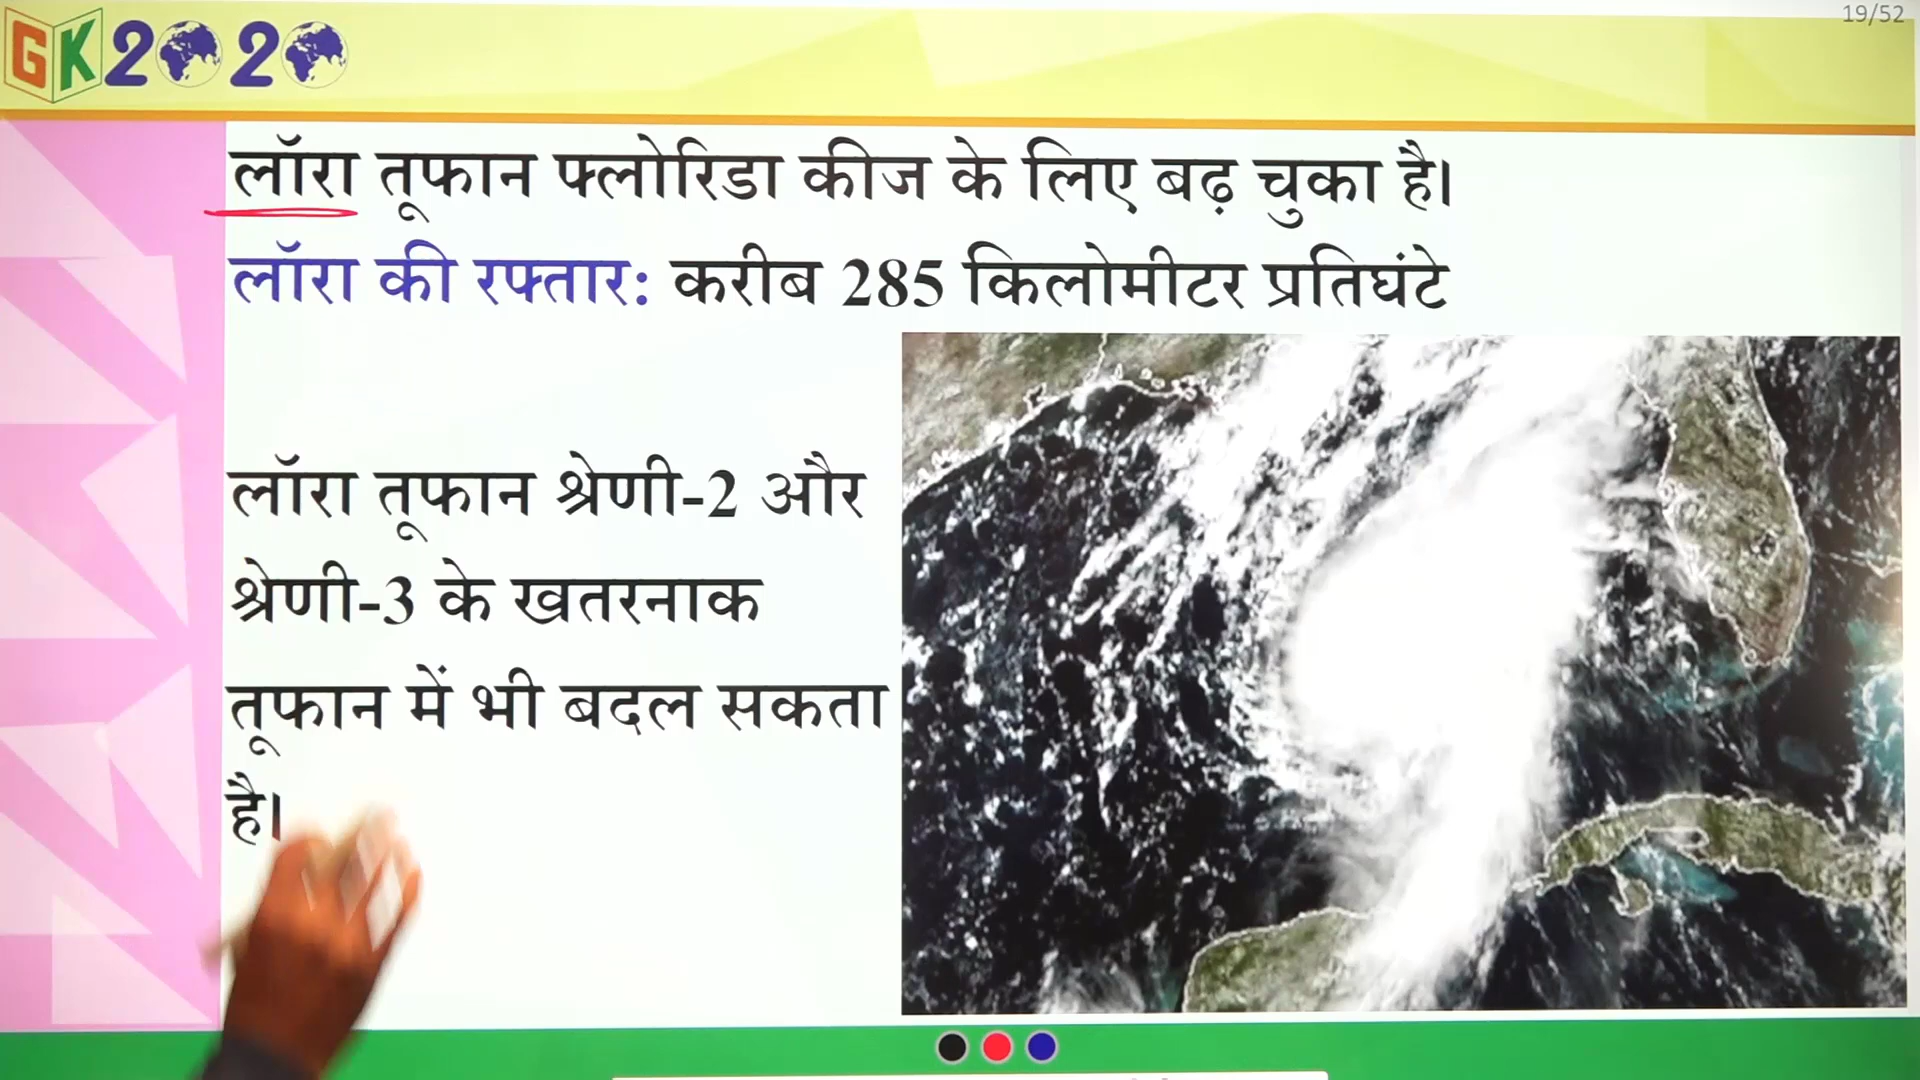 19/52
GK2020
लॉरा तूफान फ्लोरिडा कीज के लिए बढ़ चुका है।
लॉरा की रफ्तार: करीब 285 किलोमीटर प्रतिघंटे
लॉरा तूफान श्रेणी-2 और
श्रेणी-3 के खतरनाक
तूफान में भी बदल सकता
है।